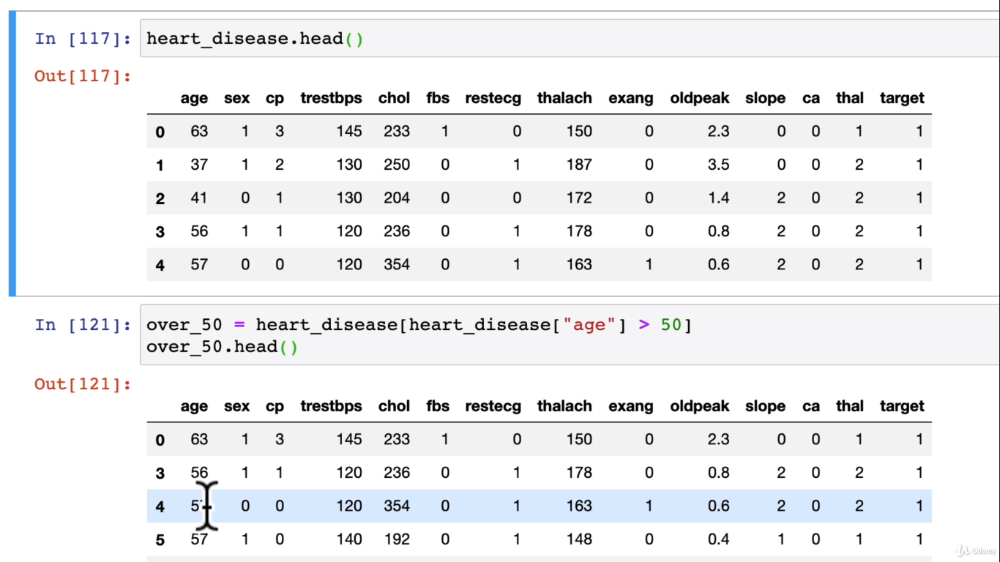 In [117]: heart_disease.head()
Out[117]:
age sex cp trestbps chol fbs restecg thalach exang oldpeak slope ca thal target
0 63 1 3 145 233 1 0 150 0 2.3 0 0 1 1
1 37 1 2 130 250 0 1 187 0 3.5 0 0 2 1
2 41 0 1 130 204 0 0 172 0 1.4 2 0 2 1
3 56 1 1 120 236 0 1 178 0 0.8 2 0 2 1
4 57 0 0 120 354 0 1 163 1 0.6 2 0 2 1
In [121]: over_50 = heart_disease[heart_disease["age"] > 50]
over_50.head()
Out[121]:
age sex cp trestbps chol fbs restecg thalach exang oldpeak slope ca thal target
0 63 1 3 145 233 1 0 150 0 2.3 0 0 1 1
3 56 1 1 120 236 0 1 178 0 0.8 2 0 2 1
4 57 0 0 120 354 0 1 163 1 0.6 2 0 2 1
5 57 1 0 140 192 0 1 148 0 0.4 1 0 1 1
Udemy